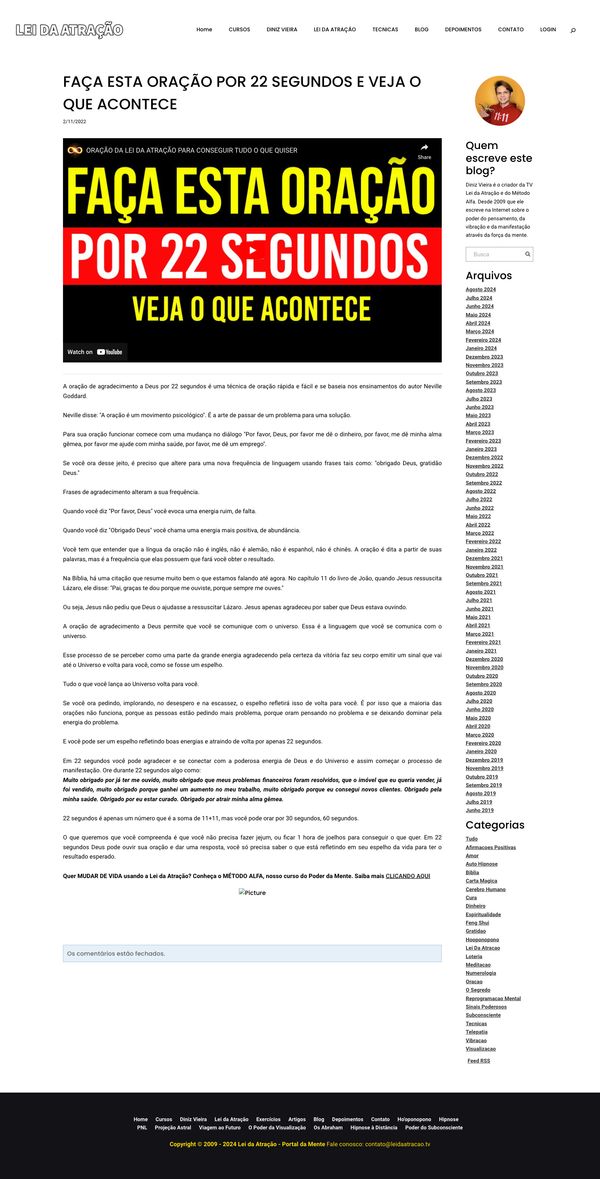 LEI DA ATRAÇÃO
Home CURSOS DINIZ VIEIRA LEI DA ATRAÇÃO TECNICAS BLOG DEPOIMENTOS CONTATO LOGIN
FAÇA ESTA ORAÇÃO POR 22 SEGUNDOS E VEJA O
QUE ACONTECE
2/11/2022
ORAÇÃO DA LEI DA ATRAÇÃO PARA CONSEGUIR TUDO O QUE QUISER
Share
FAÇA ESTA ORAÇÃO
POR 22 SEGUNDOS
VEJA O QUE ACONTECE
Watch on YouTube
A oração de agradecimento a Deus por 22 segundos é uma técnica de oração rápida e fácil e se baseia nos ensinamentos do autor Neville
Goddard.
Neville disse: "A oração é um movimento psicológico". É a arte de passar de um problema para uma solução.
Para sua oração funcionar comece com uma mudança no diálogo "Por favor, Deus, por favor me dê o dinheiro, por favor, me dê minha alma
gêmea, por favor me ajude com minha saúde, por favor, me dê um emprego".
Se você ora desse jeito, é preciso que altere para uma nova frequência de linguagem usando frases tais como: "obrigado Deus, gratidão
Deus."
Frases de agradecimento alteram a sua frequência.
Quando você diz "Por favor, Deus" você evoca uma energia ruim, de falta.
Quando você diz "Obrigado Deus" você chama uma energia mais positiva, de abundância.
Você tem que entender que a língua da oração não é inglês, não é alemão, não é espanhol, não é chinês. A oração é dita a partir de suas
palavras, mas é a frequência que elas possuem que fará você obter o resultado.
Na Bíblia, há uma citação que resume muito bem o que estamos falando até agora. No capítulo 11 do livro de João, quando Jesus ressuscita
Lázaro, ele disse: "Pai, graças te dou porque me ouviste, porque sempre me ouves."
Ou seja, Jesus não pediu que Deus o ajudasse a ressuscitar Lázaro. Jesus apenas agradeceu por saber que Deus estava ouvindo.
A oração de agradecimento a Deus permite que você se comunique com o universo. Essa é a linguagem que você se comunica com o
universo.
Esse processo de se perceber como uma parte da grande energia agradecendo pela certeza da vitória faz seu corpo emitir um sinal que vai
até o Universo e volta para você, como se fosse um espelho.
Tudo o que você lança ao Universo volta para você.
Se você ora pedindo, implorando, no desespero e na escassez, o espelho refletirá isso de volta para você. É por isso que a maioria das
orações não funciona, porque as pessoas estão pedindo mais problema, porque oram pensando no problema e se deixando dominar pela
energia do problema.
E você pode ser um espelho refletindo boas energias e atraindo de volta por apenas 22 segundos.
Em 22 segundos você pode agradecer e se conectar com a poderosa energia de Deus e do Universo e assim começar o processo de
manifestação. Ore durante 22 segundos algo como:
Muito obrigado por já ter me ouvido, muito obrigado que meus problemas financeiros foram resolvidos, que o imóvel que eu queria vender, já
foi vendido, muito obrigado porque ganhei um aumento no meu trabalho, muito obrigado porque eu consegui novos clientes. Obrigado pela
minha saúde. Obrigado por eu estar curado. Obrigado por atrair minha alma gêmea.
22 segundos é apenas um número que é a soma de 11+11, mas você pode orar por 30 segundos, 60 segundos.
O que queremos que você compreenda é que você não precisa fazer jejum, ou ficar 1 hora de joelhos para conseguir o que quer. Em 22
segundos Deus pode ouvir sua oração e dar uma resposta, você só precisa saber o que está refletindo em seu espelho da vida para ter o
resultado esperado.
Quer MUDAR DE VIDA usando a Lei da Atração? Conheça o MÉTODO ALFA, nosso curso do Poder da Mente. Saiba mais CLICANDO AQUI
Picture
Os comentários estão fechados.
11:11
Quem
escreve este
blog?
Diniz Vieira é o criador da TV
Lei da Atração e do Método
Alfa. Desde 2009 que ele
escreve na Internet sobre o
poder do pensamento, da
vibração e da manifestação
através da força da mente.
Busca
Arquivos
Agosto 2024
Julho 2024
Junho 2024
Maio 2024
Abril 2024
Março 2024
Fevereiro 2024
Janeiro 2024
Dezembro 2023
Novembro 2023
Outubro 2023
Setembro 2023
Agosto 2023
Julho 2023
Junho 2023
Maio 2023
Abril 2023
Março 2023
Fevereiro 2023
Janeiro 2023
Dezembro 2022
Novembro 2022
Outubro 2022
Setembro 2022
Agosto 2022
Julho 2022
Junho 2022
Maio 2022
Abril 2022
Março 2022
Fevereiro 2022
Janeiro 2022
Dezembro 2021
Novembro 2021
Outubro 2021
Setembro 2021
Agosto 2021
Julho 2021
Junho 2021
Maio 2021
Abril 2021
Março 2021
Fevereiro 2021
Janeiro 2021
Dezembro 2020
Novembro 2020
Outubro 2020
Setembro 2020
Agosto 2020
Julho 2020
Junho 2020
Maio 2020
Abril 2020
Março 2020
Fevereiro 2020
Janeiro 2020
Dezembro 2019
Novembro 2019
Outubro 2019
Setembro 2019
Agosto 2019
Julho 2019
Junho 2019
Categorias
Tudo
Afirmacoes Positivas
Amor
Auto Hipnose
Biblia
Carta Magica
Cerebro Humano
Cura
Dinheiro
Espiritualidade
Feng Shui
Gratidao
Hooponopono
Lei Da Atracao
Loteria
Meditacao
Numerologia
Oracao
O Segredo
Reprogramacao Mental
Sinais Poderosos
Subconsciente
Tecnicas
Telepatia
Vibracao
Visualizacao
Feed RSS
Home Cursos Diniz Vieira Lei da Atração Exercícios Artigos Blog Depoimentos Contato Ho'oponopono Hipnose
PNL Projeção Astral Viagem ao Futuro O Poder da Visualização Os Abraham Hipnose à Distância Poder do Subconsciente
Copyright © 2009 - 2024 Lei da Atração - Portal da Mente Fale conosco: contato@leidaatracao.tv